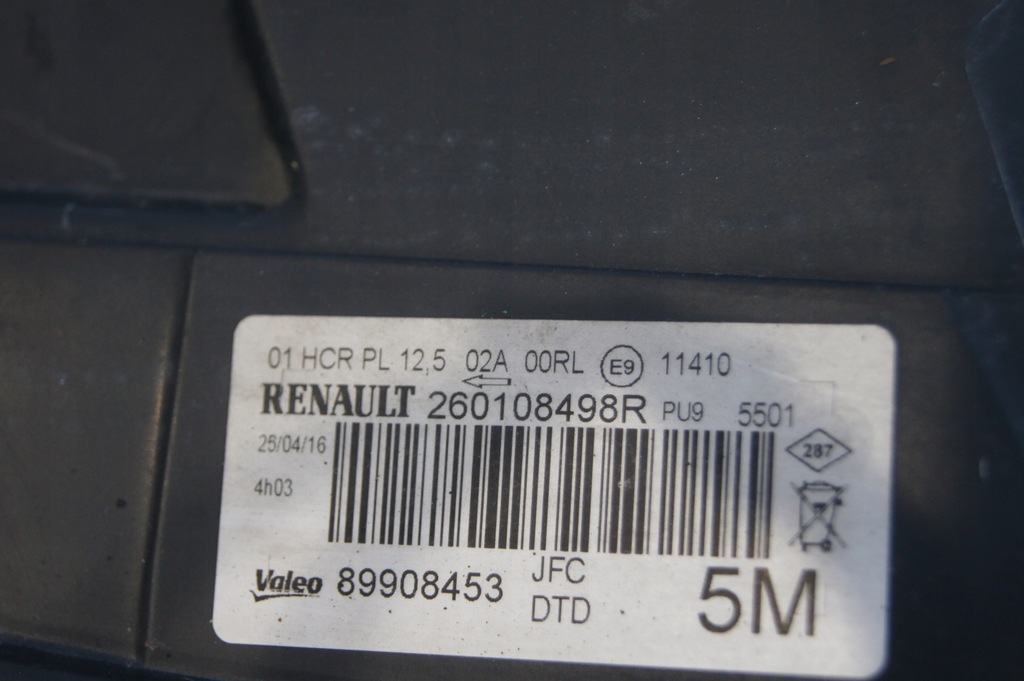 01 HCR PL 12,5 02A 00RL E9 11410
RENAULT 260108498R PU9 5501
25/04/16
287
4h03
Valeo 89908453 JFC
DTD
5M